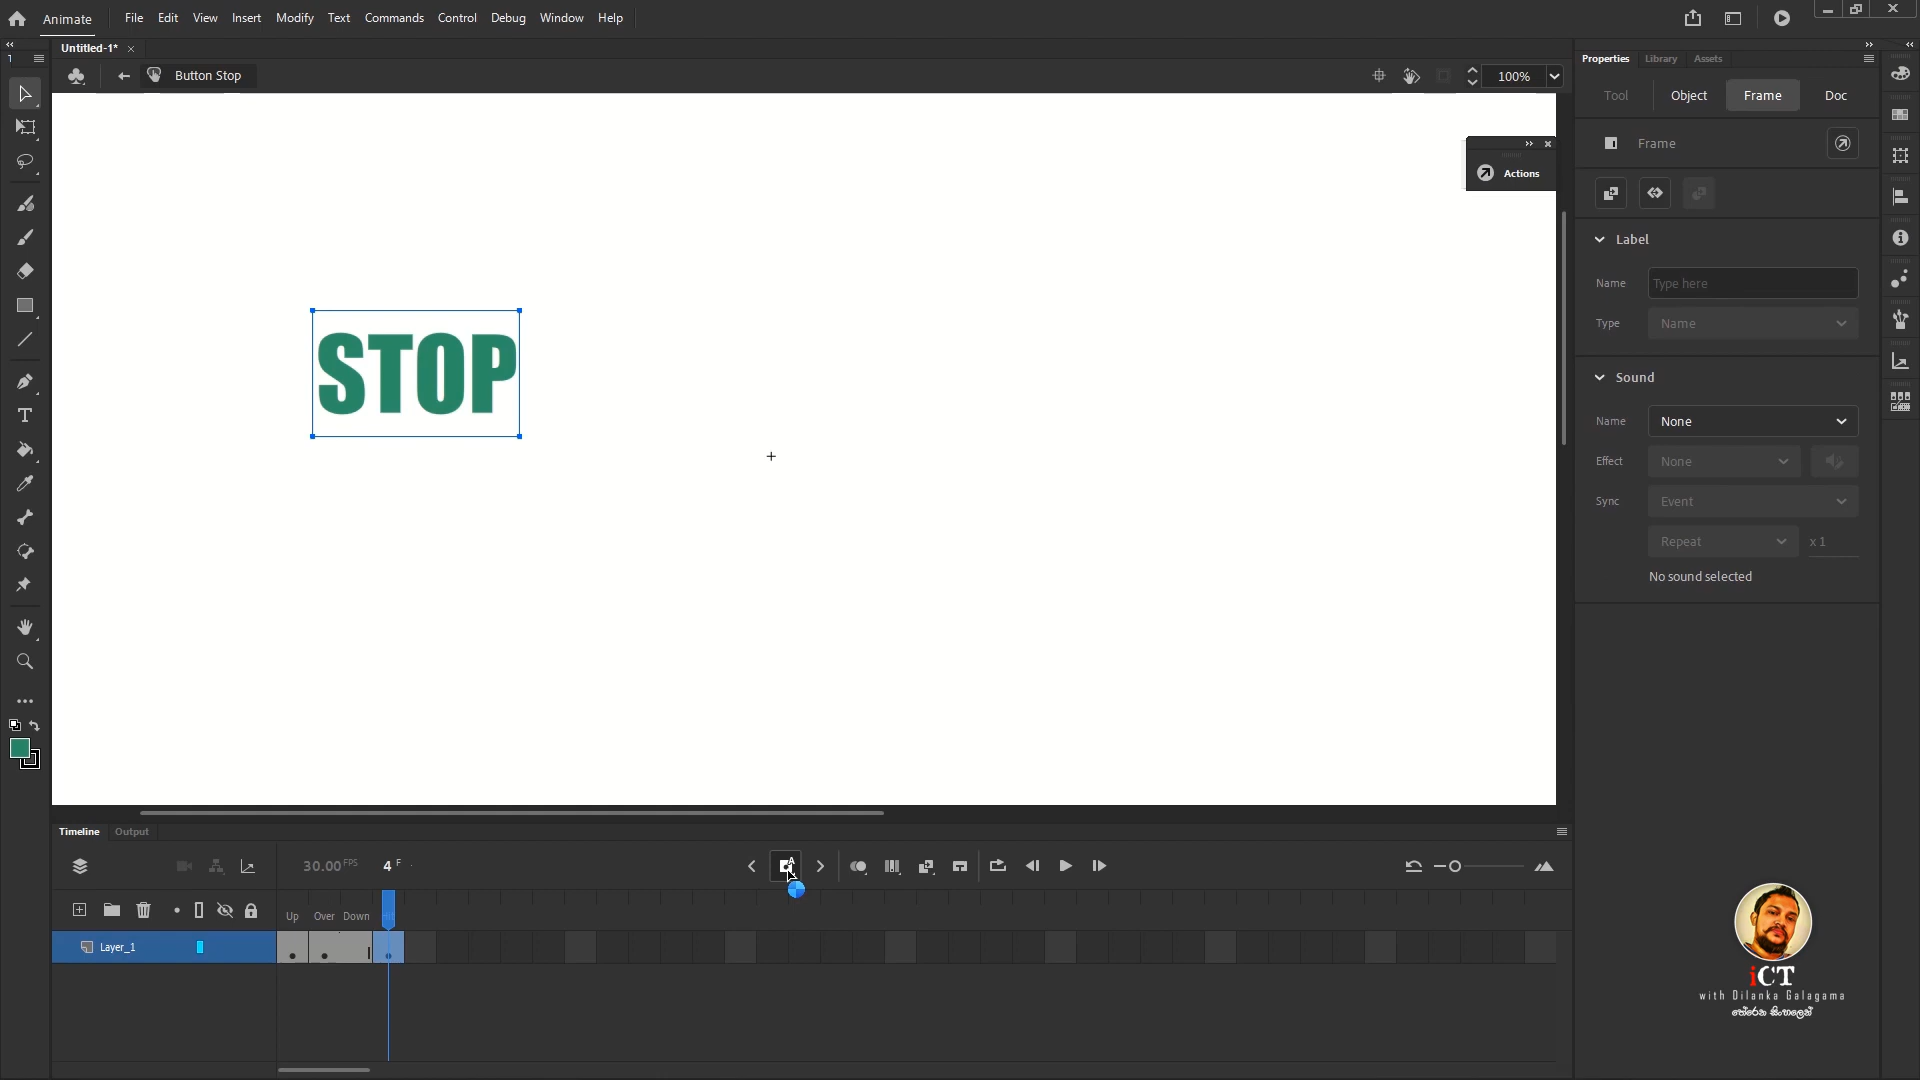 Animate File Edit View Insert Modify Text Commands Control Debug Window Help
Untitled-1*
Button Stop
100%
Properties Library Assets
Tool Object Frame Doc
Frame
Actions
Label
Name Type here
Type Name
Sound
Name None
Effect None
Sync Event
Repeat x 1
No sound selected
STOP
Timeline Output
30.00 FPS 4 F
Up Over Down Hit
Layer_1
iCT
with Dilanka Galagama
තේරෙන සිංහලෙන්